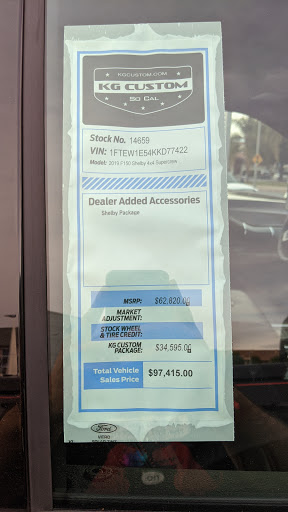 KGCUSTOM.COM
KG CUSTOM
SO CAL
Stock No. 14659
VIN: 1FTEW1E54KKD77422
Model: 2019 F150 Shelby 4x4 Supercrew
Dealer Added Accessories
Shelby Package
MSRP: $62,820.00
MARKET
ADJUSTMENT:
STOCK WHEEL
& TIRE CREDIT:
KG CUSTOM
PACKAGE: $34,595.00
Total Vehicle
Sales Price $97,415.00
Ford
on